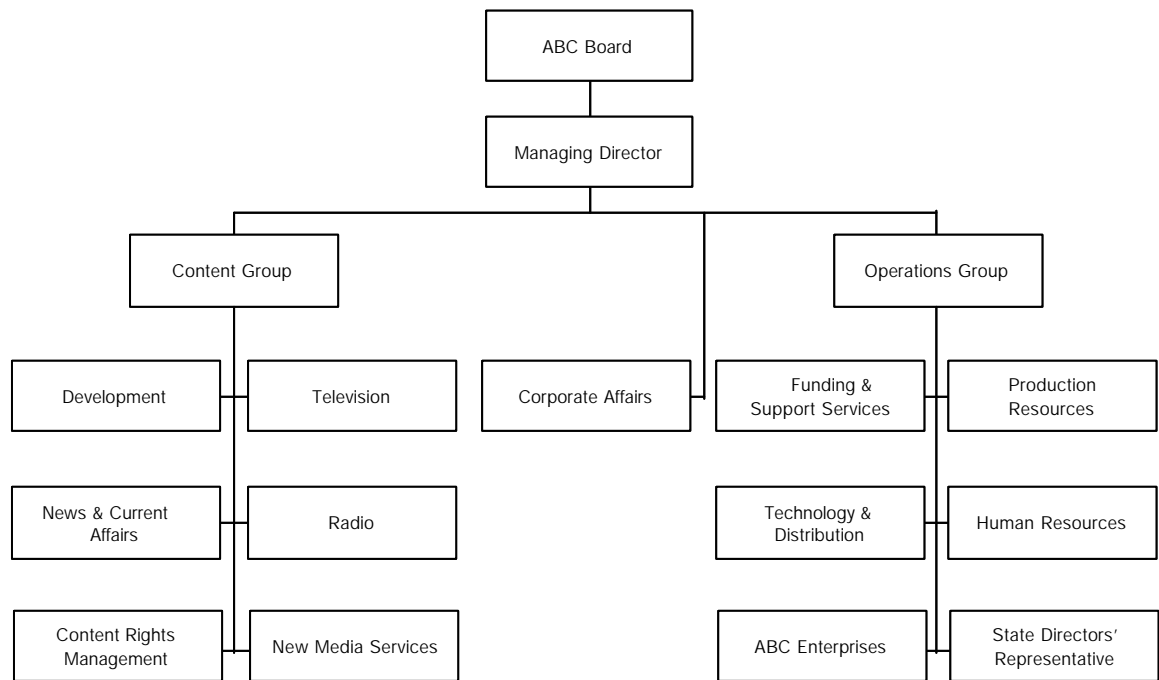 ABC Board
Managing Director
Content Group
Operations Group
Development
Television
Corporate Affairs
Funding &
Support Services
Production
Resources
News & Current
Affairs
Radio
Technology &
Distribution
Human Resources
Content Rights
Management
New Media Services
ABC Enterprises
State Directors’
Representative